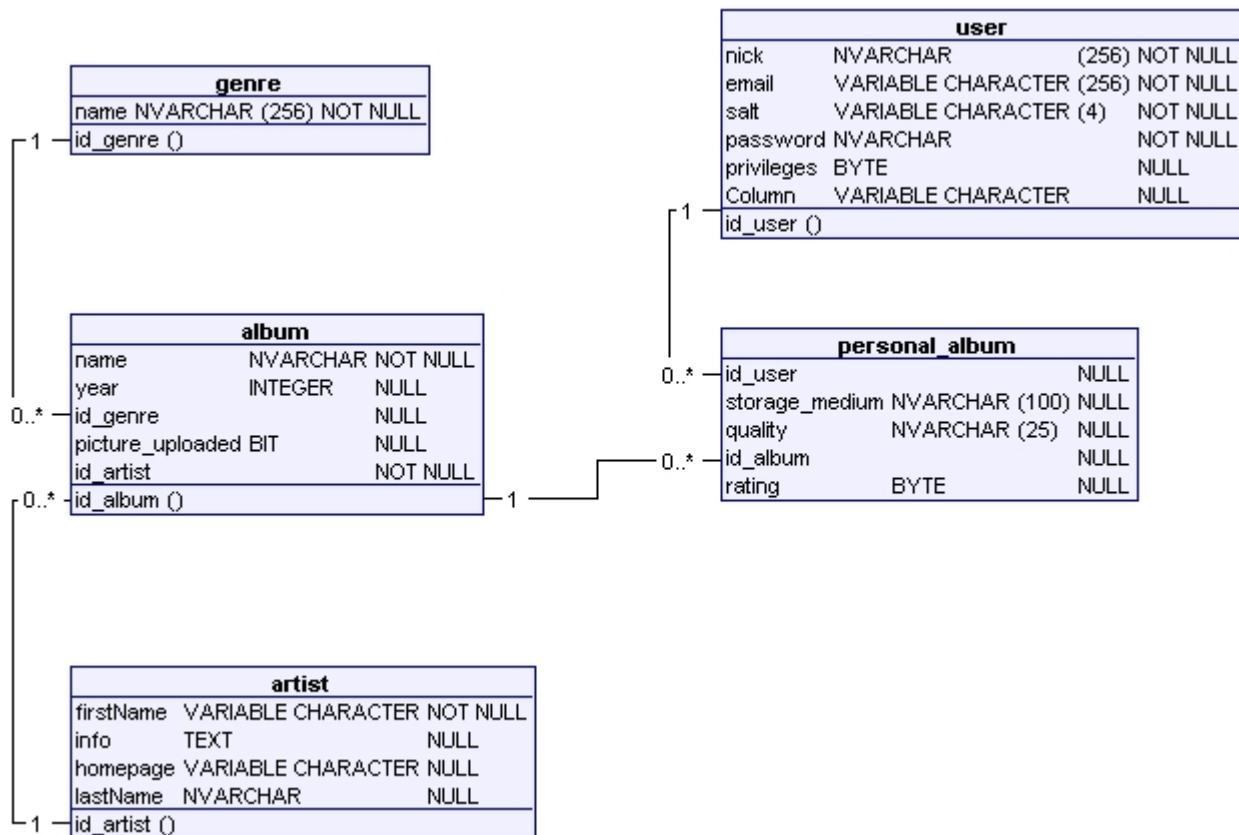 genre
name NVARCHAR (256) NOT NULL
1 id_genre ()
user
nick NVARCHAR (256) NOT NULL
email VARIABLE CHARACTER (256) NOT NULL
salt VARIABLE CHARACTER (4) NOT NULL
password NVARCHAR NOT NULL
privileges BYTE NULL
Column VARIABLE CHARACTER NULL
1 id_user ()
album
name NVARCHAR NOT NULL
year INTEGER NULL
0..* id_genre NULL
picture_uploaded BIT NULL
id_artist NOT NULL
0..* id_album () 1
personal_album
0..* id_user NULL
storage_medium NVARCHAR (100) NULL
quality NVARCHAR (25) NULL
0..* id_album NULL
rating BYTE NULL
artist
firstName VARIABLE CHARACTER NOT NULL
info TEXT NULL
homepage VARIABLE CHARACTER NULL
lastName NVARCHAR NULL
1 id_artist ()